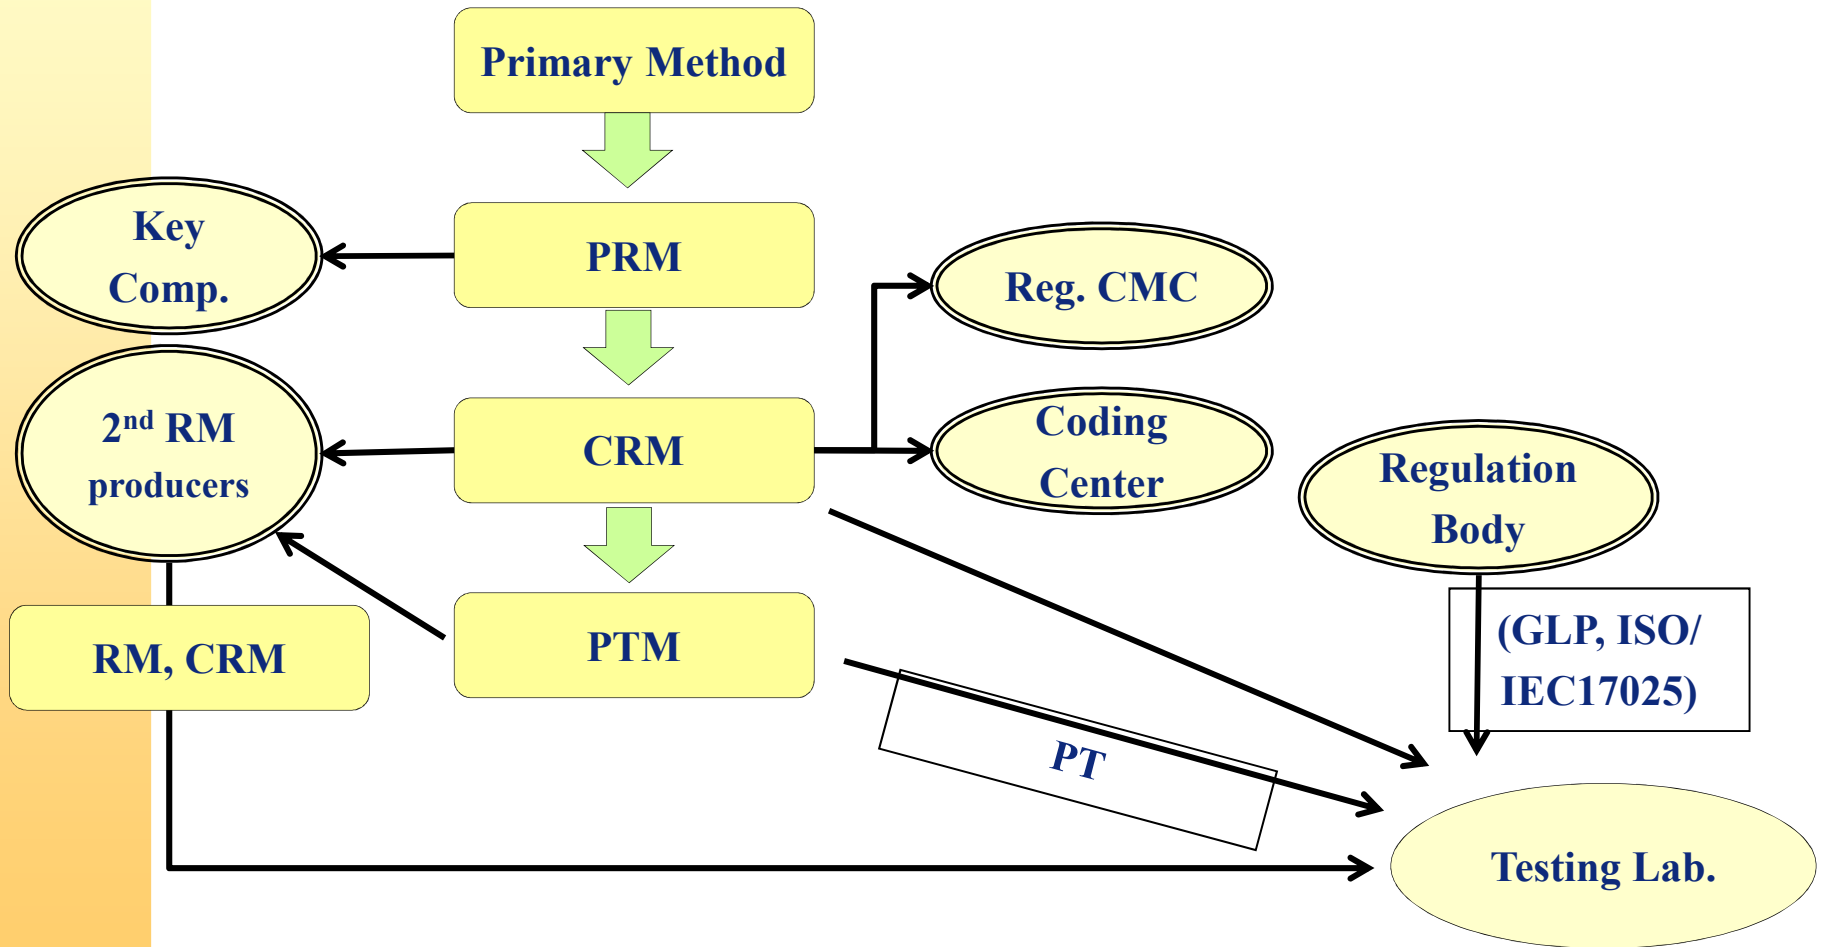 Primary Method
Key
Comp.
PRM
Reg. CMC
2nd RM
producers
CRM
Coding
Center
Regulation
Body
RM, CRM
PTM
(GLP, ISO/
IEC17025)
PT
Testing Lab.